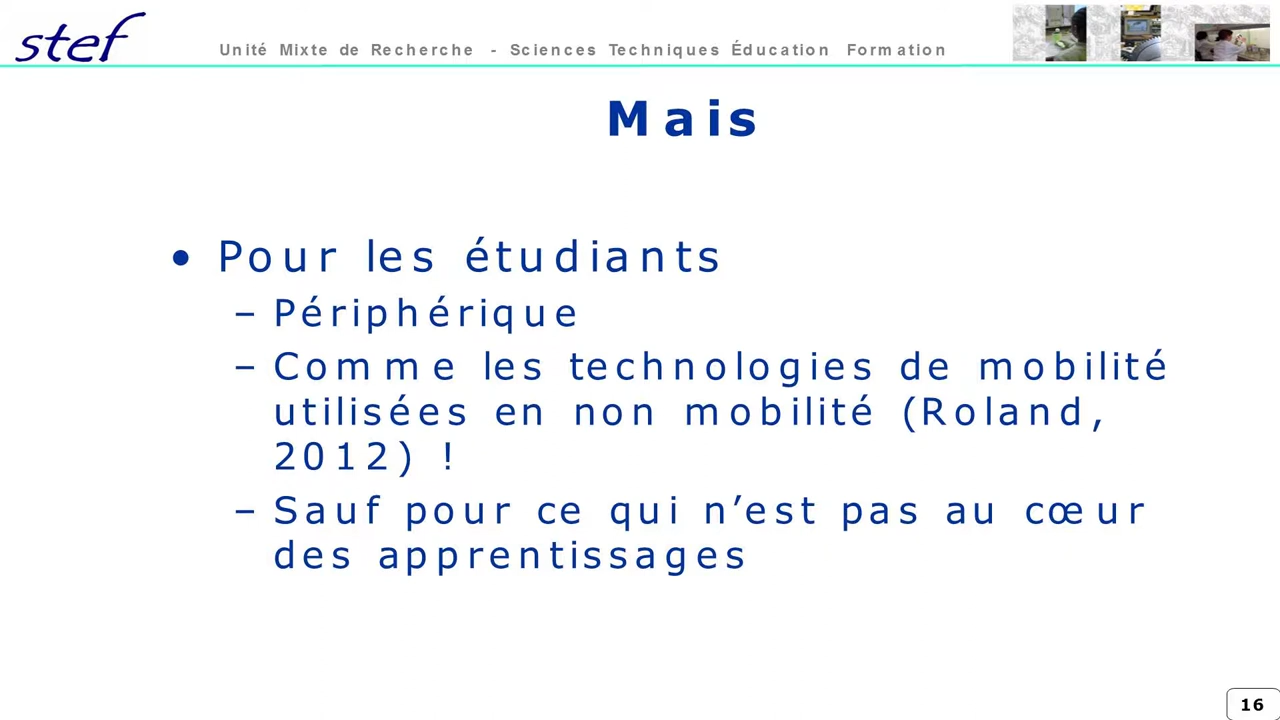 stef
Unité Mixte de Recherche - Sciences Techniques Éducation Formation
Mais
• Pour les étudiants
– Périphérique
– Comme les technologies de mobilité
utilisées en non mobilité (Roland,
2012) !
– Sauf pour ce qui n’est pas au cœur
des apprentissages
16